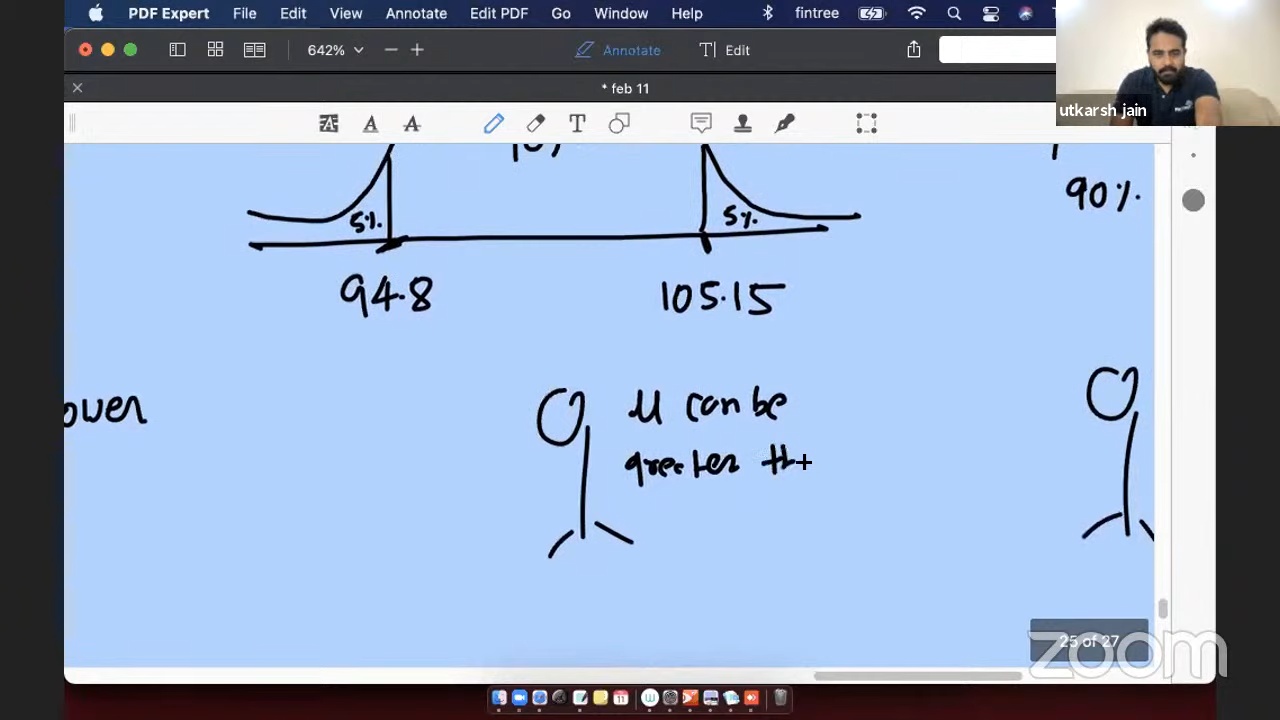 PDF Expert File Edit View Annotate Edit PDF Go Window Help fintree
642% Annotate Edit
utkarsh jain
* feb 11
5% 5% 90%.
94.8 105.15
ower μ can be
greater th
25 of 27
zoom